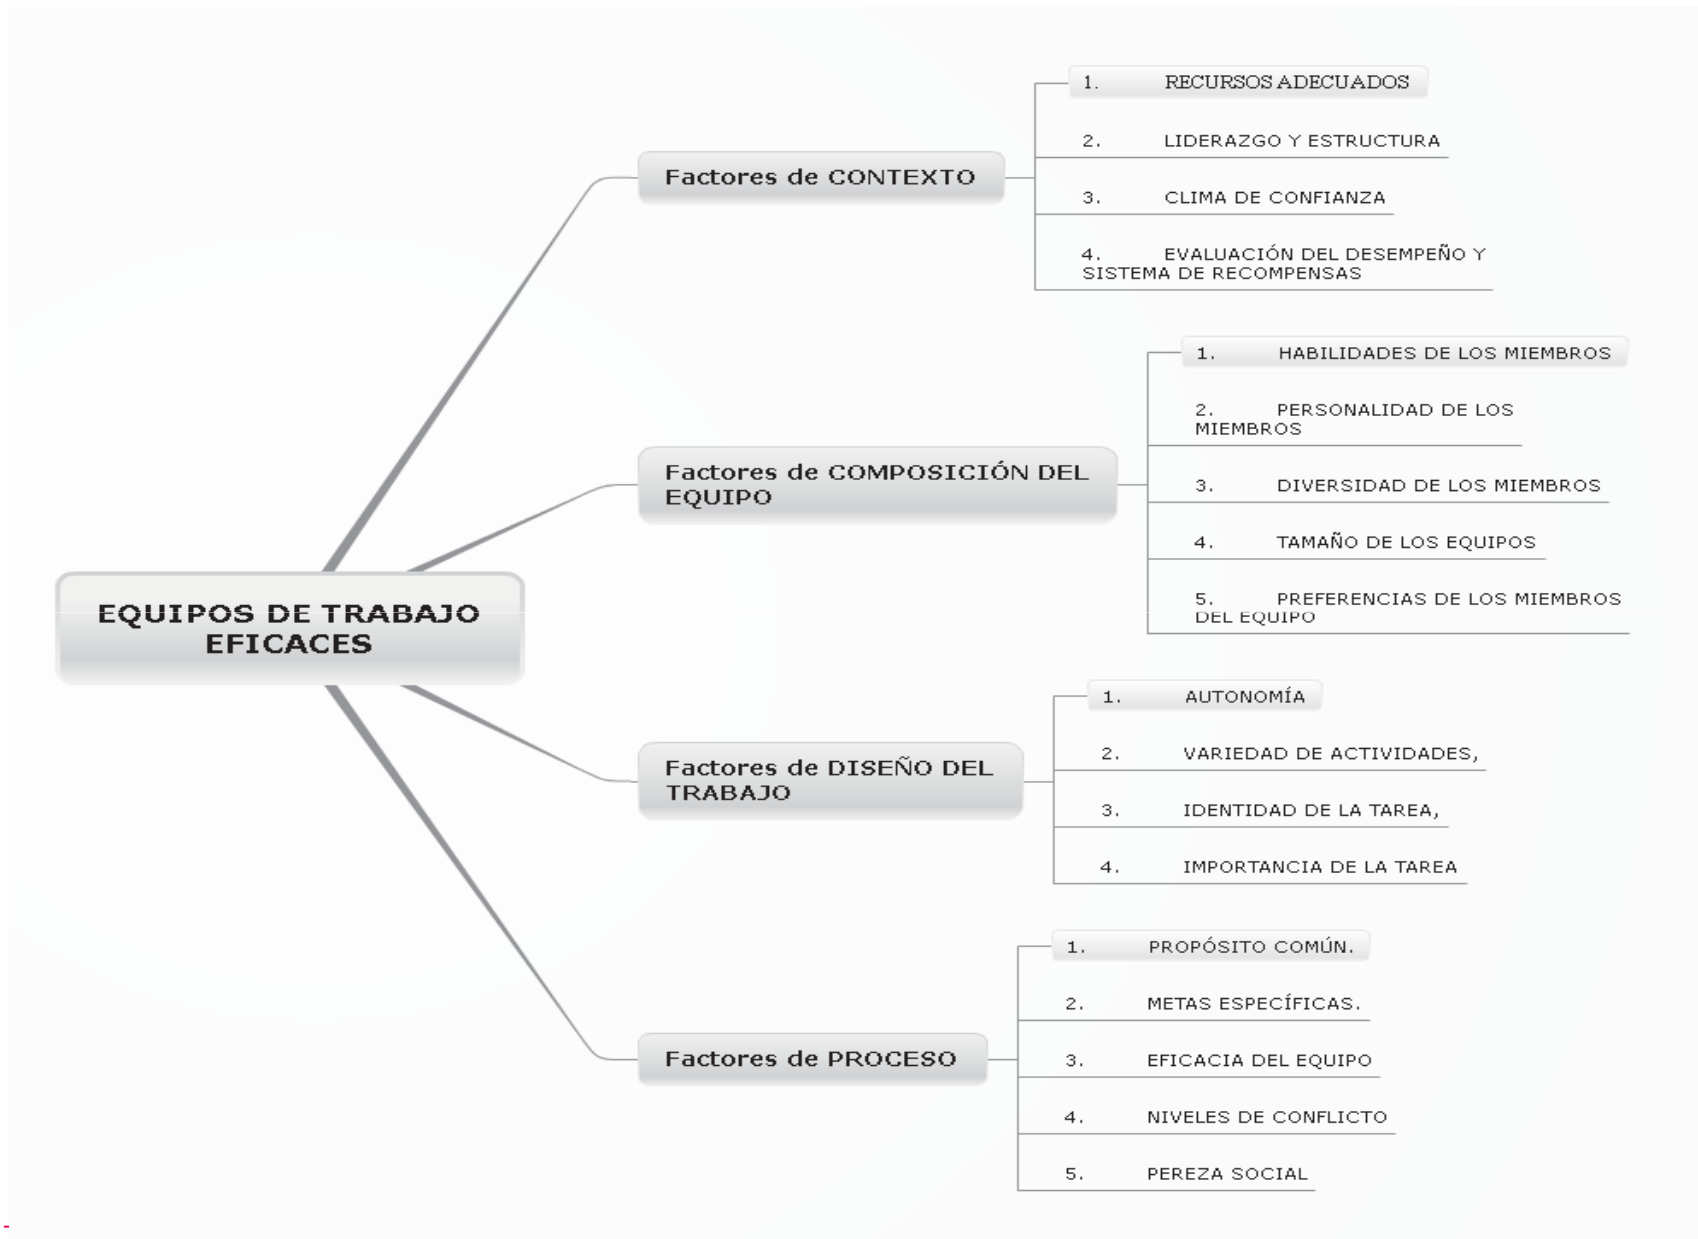 EQUIPOS DE TRABAJO
EFICACES
Factores de CONTEXTO
1. RECURSOS ADECUADOS
2. LIDERAZGO Y ESTRUCTURA
3. CLIMA DE CONFIANZA
4. EVALUACIÓN DEL DESEMPEÑO Y
SISTEMA DE RECOMPENSAS
Factores de COMPOSICIÓN DEL
EQUIPO
1. HABILIDADES DE LOS MIEMBROS
2. PERSONALIDAD DE LOS
MIEMBROS
3. DIVERSIDAD DE LOS MIEMBROS
4. TAMAÑO DE LOS EQUIPOS
5. PREFERENCIAS DE LOS MIEMBROS
DEL EQUIPO
Factores de DISEÑO DEL
TRABAJO
1. AUTONOMÍA
2. VARIEDAD DE ACTIVIDADES,
3. IDENTIDAD DE LA TAREA,
4. IMPORTANCIA DE LA TAREA
Factores de PROCESO
1. PROPÓSITO COMÚN.
2. METAS ESPECÍFICAS.
3. EFICACIA DEL EQUIPO
4. NIVELES DE CONFLICTO
5. PEREZA SOCIAL